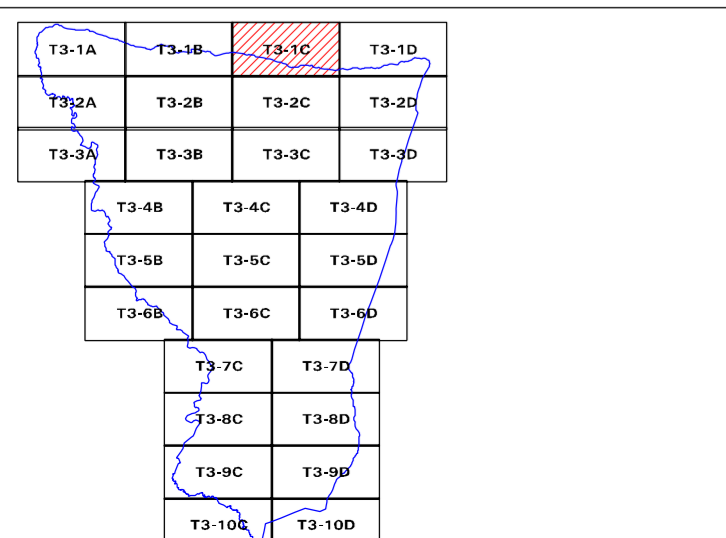 T3-1A T3-1B T3-1C T3-1D
T3-2A T3-2B T3-2C T3-2D
T3-3A T3-3B T3-3C T3-3D
T3-4B T3-4C T3-4D
T3-5B T3-5C T3-5D
T3-6B T3-6C T3-6D
T3-7C T3-7D
T3-8C T3-8D
T3-9C T3-9D
T3-10C T3-10D